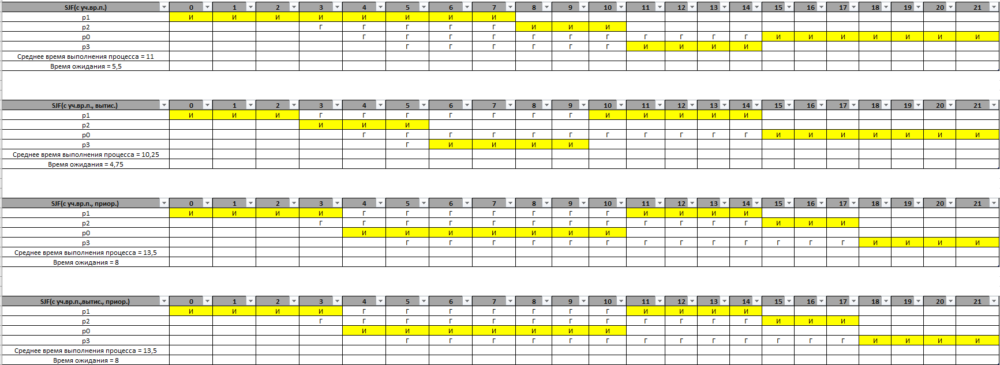 SJF(с уч.вр.п.) 0 1 2 3 4 5 6 7 8 9 10 11 12 13 14 15 16 17 18 19 20 21
p1 И И И И И И И И
p2 Г Г Г Г Г И И И
p0 Г Г Г Г Г Г Г Г Г Г Г И И И И И И И
p3 Г Г Г Г Г Г И И И И
Среднее время выполнения процесса = 11
Время ожидания = 5,5
SJF(с уч.вр.п., вытис.) 0 1 2 3 4 5 6 7 8 9 10 11 12 13 14 15 16 17 18 19 20 21
p1 И И И Г Г Г Г Г Г Г И И И И И
p2 И И И
p0 Г Г Г Г Г Г Г Г Г Г Г И И И И И И И
p3 Г И И И И
Среднее время выполнения процесса = 10,25
Время ожидания = 4,75
SJF(с уч.вр.п., приор.) 0 1 2 3 4 5 6 7 8 9 10 11 12 13 14 15 16 17 18 19 20 21
p1 И И И И Г Г Г Г Г Г Г И И И И
p2 Г Г Г Г Г Г Г Г Г Г Г Г И И И
p0 И И И И И И И
p3 Г Г Г Г Г Г Г Г Г Г Г Г Г И И И И
Среднее время выполнения процесса = 13,5
Время ожидания = 8
SJF(с уч.вр.п.,вытис., приор.) 0 1 2 3 4 5 6 7 8 9 10 11 12 13 14 15 16 17 18 19 20 21
p1 И И И И Г Г Г Г Г Г Г И И И И
p2 Г Г Г Г Г Г Г Г Г Г Г Г И И И
p0 И И И И И И И
p3 Г Г Г Г Г Г Г Г Г Г Г Г Г И И И И
Среднее время выполнения процесса = 13,5
Время ожидания = 8